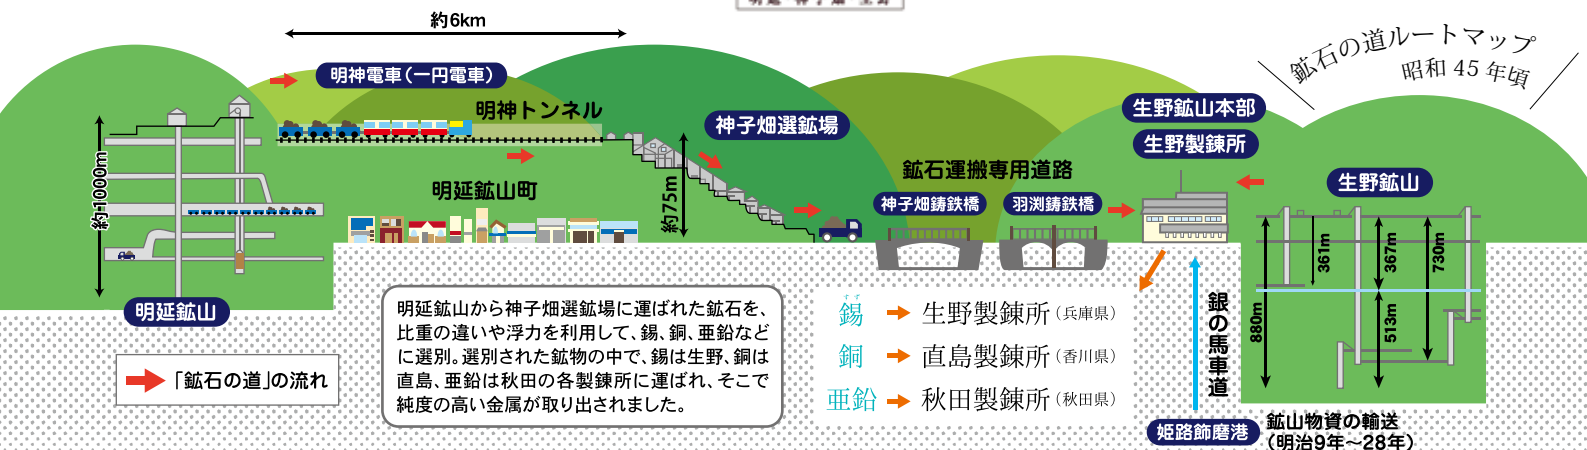 約6km
鉱石の道ルートマップ
昭和45年頃
明神電車（一円電車）
明神トンネル
神子畑選鉱場
生野鉱山本部
生野製錬所
約1000m
約75m
明延鉱山町
鉱石運搬専用道路
神子畑鋳鉄橋
羽渕鋳鉄橋
生野鉱山
361m
367m
730m
880m
513m
明延鉱山
「鉱石の道」の流れ
明延鉱山から神子畑選鉱場に運ばれた鉱石を、
比重の違いや浮力を利用して、錫、銅、亜鉛など
に選別。選別された鉱物の中で、錫は生野、銅は
直島、亜鉛は秋田の各製錬所に運ばれ、そこで
純度の高い金属が取り出されました。
すず
錫 生野製錬所（兵庫県）
銅 直島製錬所（香川県）
亜鉛 秋田製錬所（秋田県）
銀の馬車道
姫路飾磨港
鉱山物資の輸送
（明治9年〜28年）